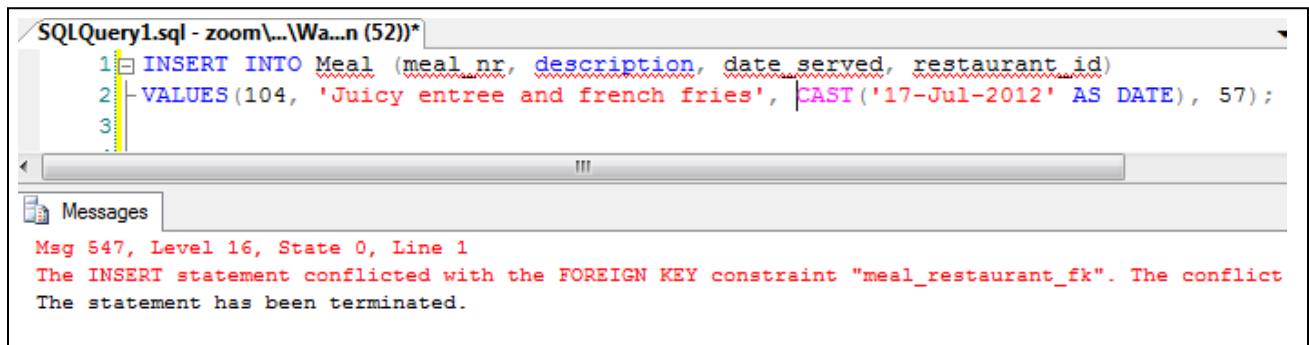 SQLQuery1.sql - zoom\...\Wa...n (52))*
1 INSERT INTO Meal (meal_nr, description, date_served, restaurant_id)
2 VALUES(104, 'Juicy entree and french fries', CAST('17-Jul-2012' AS DATE), 57);
3
Messages
Msg 547, Level 16, State 0, Line 1
The INSERT statement conflicted with the FOREIGN KEY constraint "meal_restaurant_fk". The conflict
The statement has been terminated.